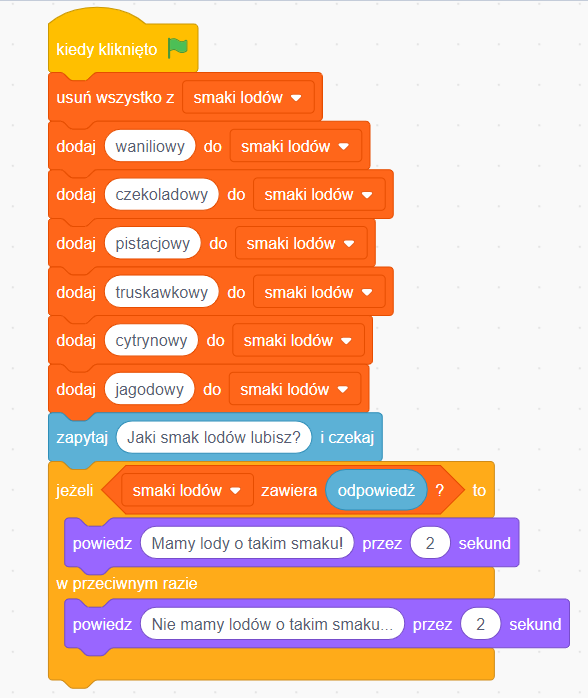 kiedy kliknięto
usuń wszystko z smaki lodów
dodaj waniliowy do smaki lodów
dodaj czekoladowy do smaki lodów
dodaj pistacjowy do smaki lodów
dodaj truskawkowy do smaki lodów
dodaj cytrynowy do smaki lodów
dodaj jagodowy do smaki lodów
zapytaj Jaki smak lodów lubisz? i czekaj
jeżeli smaki lodów zawiera odpowiedź ? to
powiedz Mamy lody o takim smaku! przez 2 sekund
w przeciwnym razie
powiedz Nie mamy lodów o takim smaku... przez 2 sekund